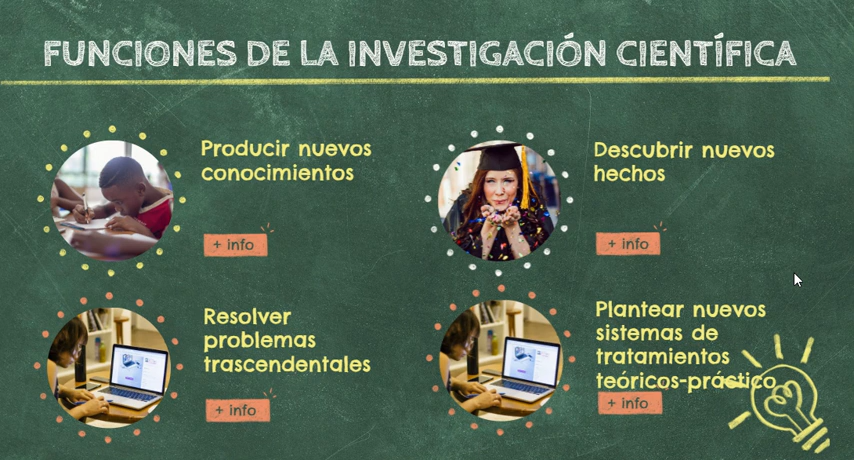 FUNCIONES DE LA INVESTIGACIÓN CIENTÍFICA
Producir nuevos
conocimientos
+ info
Descubrir nuevos
hechos
+ info
Resolver
problemas
trascendentales
+ info
Plantear nuevos
sistemas de
tratamientos
teóricos-práctico
+ info